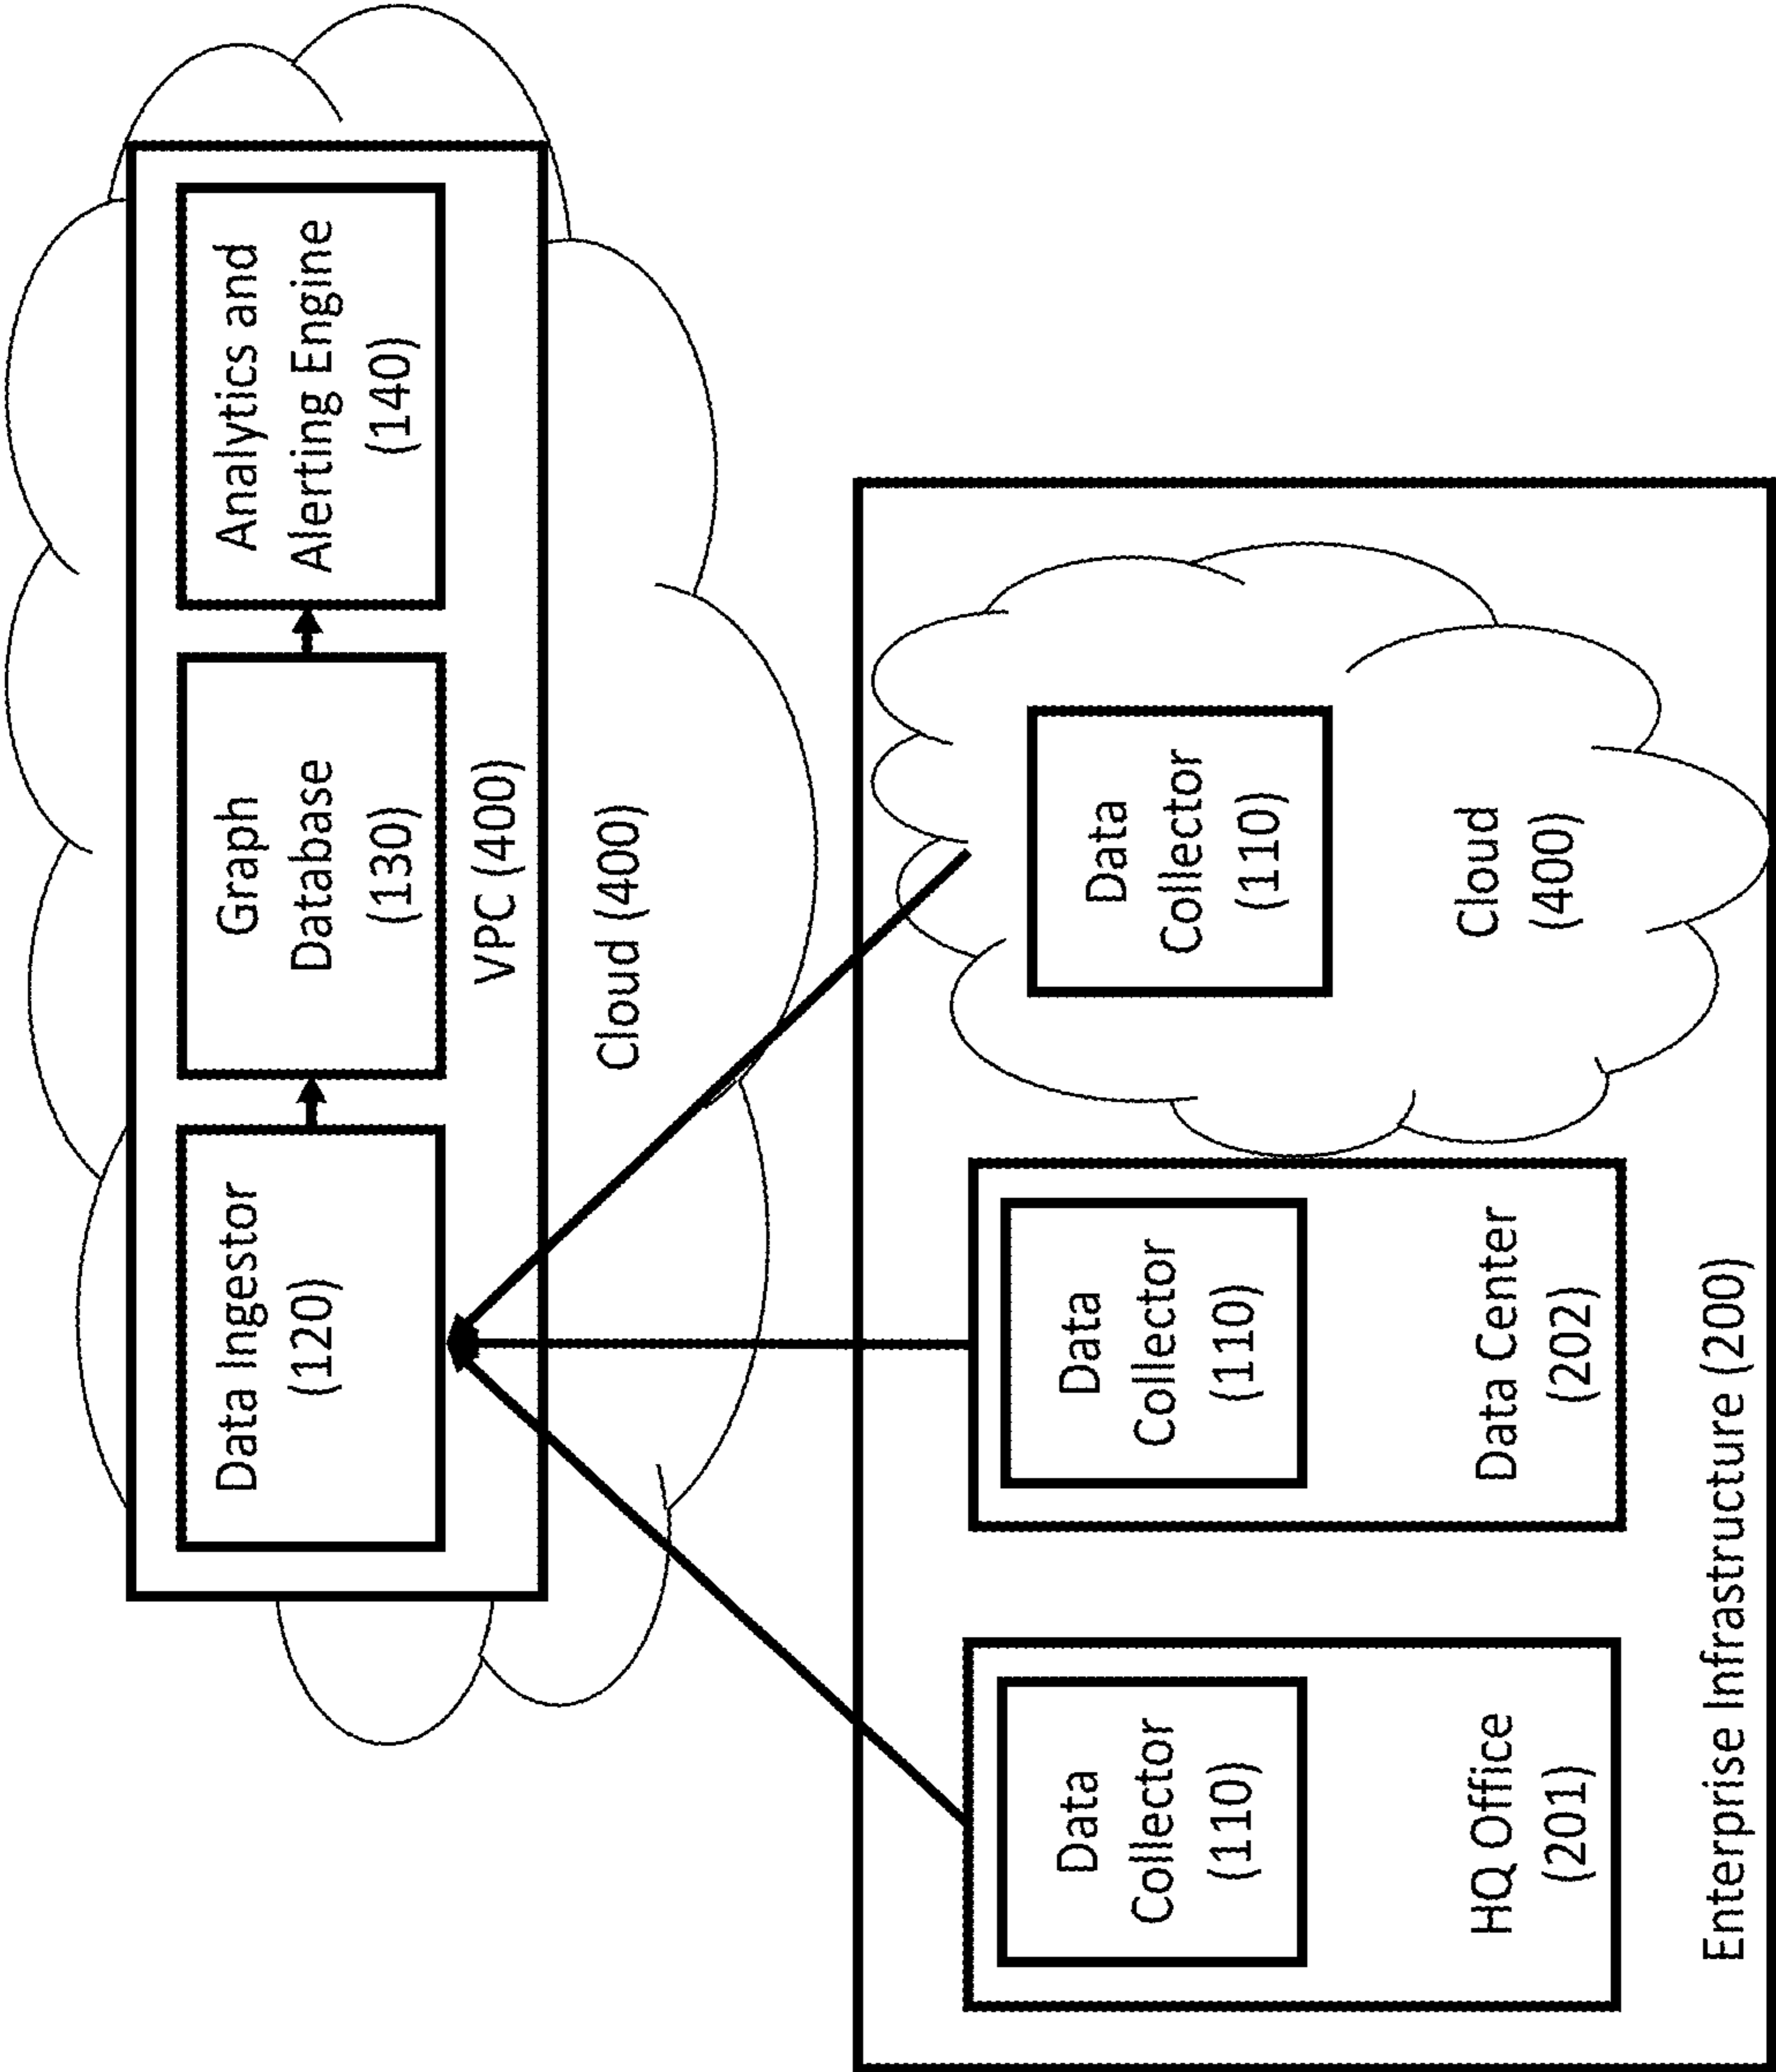 Data Ingestor
(120)
Graph
Database
(130)
Analytics and
Alerting Engine
(140)
VPC (400)
Cloud (400)
Data
Collector
(110)
HQ Office
(201)
Data
Collector
(110)
Data Center
(202)
Data
Collector
(110)
Cloud
(400)
Enterprise Infrastructure (200)